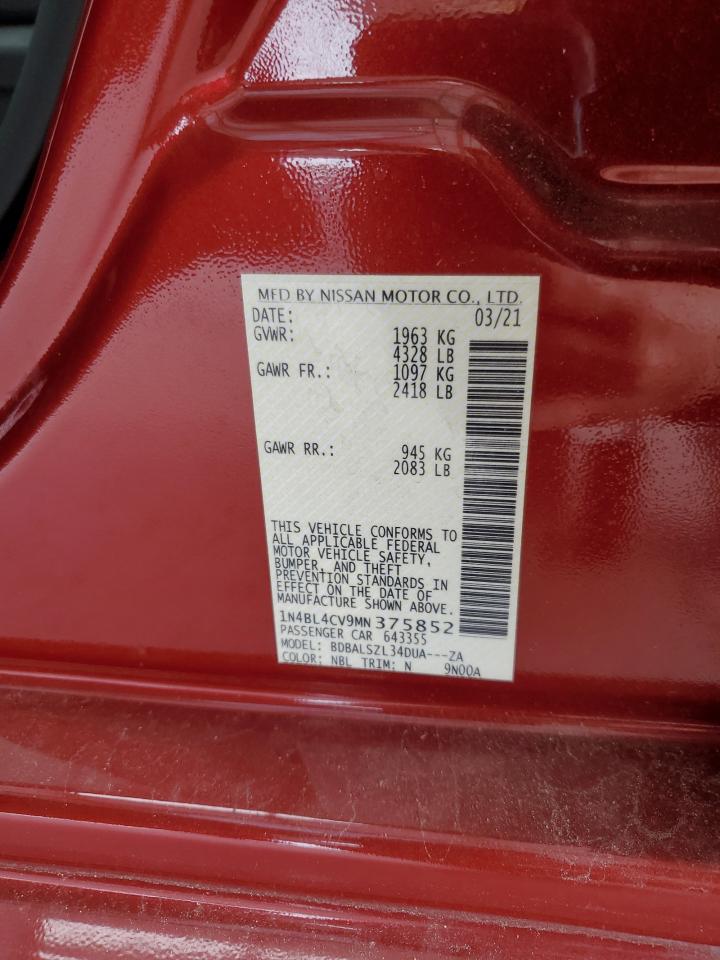 MFD BY NISSAN MOTOR CO., LTD.
DATE: 03/21
GVWR: 1963 KG
4328 LB
GAWR FR.: 1097 KG
2418 LB
GAWR RR.: 945 KG
2083 LB
THIS VEHICLE CONFORMS TO
ALL APPLICABLE FEDERAL
MOTOR VEHICLE SAFETY,
BUMPER, AND THEFT
PREVENTION STANDARDS IN
EFFECT ON THE DATE OF
MANUFACTURE SHOWN ABOVE.
1N4BL4CV9MN375852
PASSENGER CAR 643355
MODEL: BDBALSZL34DUA---ZA
COLOR: NBL TRIM: N 9N00A